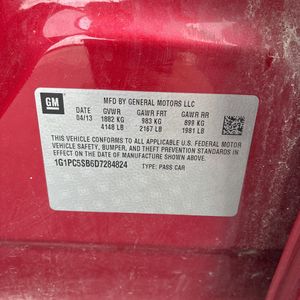 GM
MFD BY GENERAL MOTORS LLC
DATE GVWR GAWR FRT GAWR RR
04/13 1882 KG 983 KG 899 KG
4148 LB 2167 LB 1981 LB
THIS VEHICLE CONFORMS TO ALL APPLICABLE U.S. FEDERAL MOTOR
VEHICLE SAFETY, BUMPER, AND THEFT PREVENTION STANDARDS IN EFFECT
ON THE DATE OF MANUFACTURE SHOWN ABOVE.
1G1PC5SB6D7284824
TYPE: PASS CAR